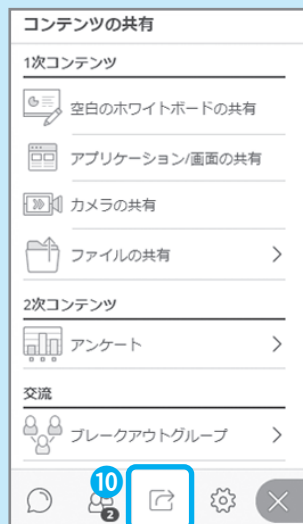 コンテンツの共有
1次コンテンツ
空白のホワイトボードの共有
アプリケーション/画面の共有
カメラの共有
ファイルの共有
2次コンテンツ
アンケート
交流
ブレークアウトグループ
10
2